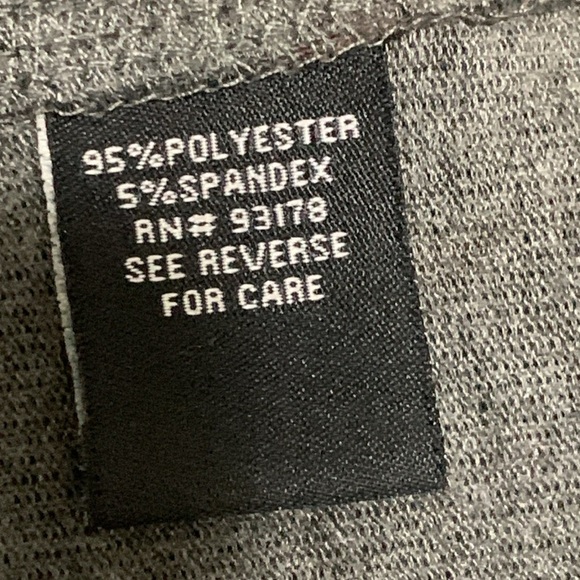 95%POLYESTER
5%SPANDEX
RN# 93178
SEE REVERSE
FOR CARE